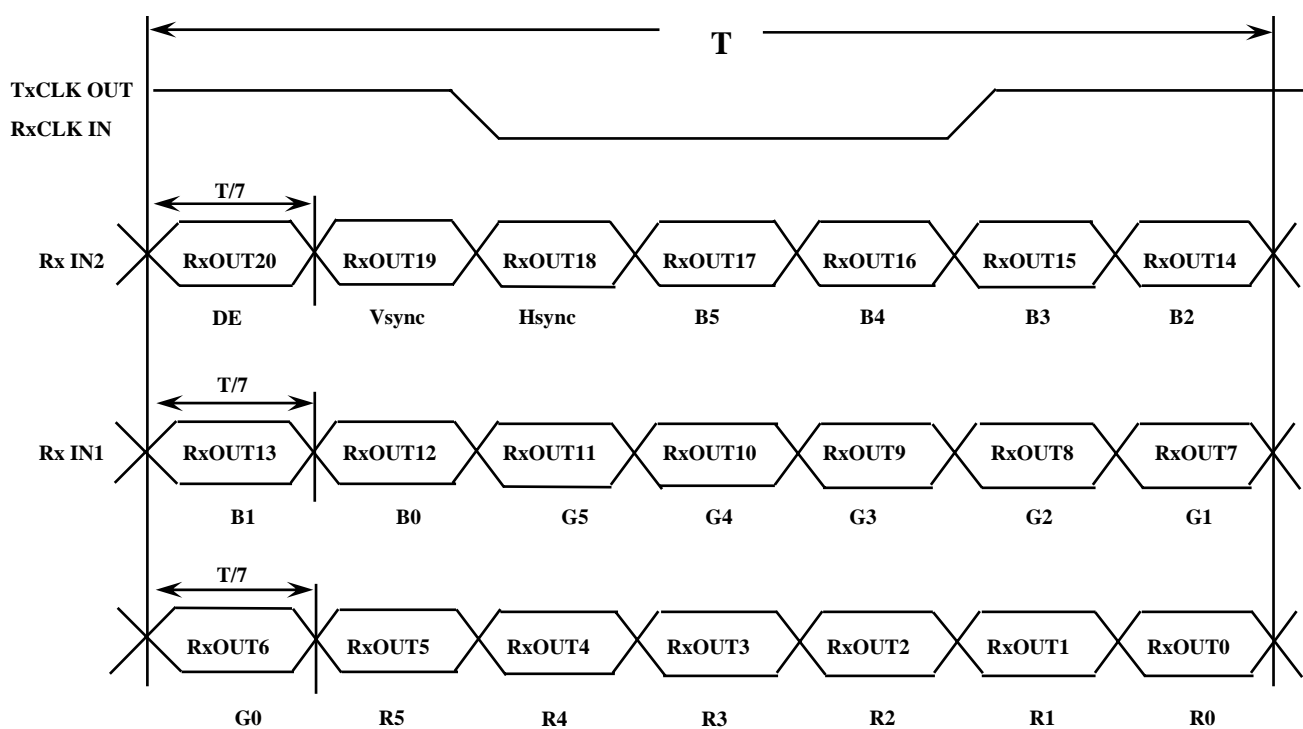 T
TxCLK OUT
RxCLK IN
T/7
Rx IN2 RxOUT20 RxOUT19 RxOUT18 RxOUT17 RxOUT16 RxOUT15 RxOUT14
DE Vsync Hsync B5 B4 B3 B2
T/7
Rx IN1 RxOUT13 RxOUT12 RxOUT11 RxOUT10 RxOUT9 RxOUT8 RxOUT7
B1 B0 G5 G4 G3 G2 G1
T/7
RxOUT6 RxOUT5 RxOUT4 RxOUT3 RxOUT2 RxOUT1 RxOUT0
G0 R5 R4 R3 R2 R1 R0